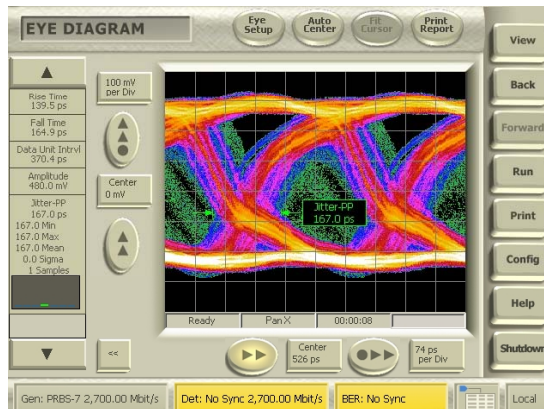 EYE DIAGRAM
Eye Setup
Auto Center
Fit Cursor
Print Report
View
Back
Forward
Run
Print
Config
Help
Shutdown
Rise Time
139.5 ps
Fall Time
164.9 ps
Data Unit Intrvl
370.4 ps
Amplitude
480.0 mV
Jitter-PP
167.0 ps
167.0 Min
167.0 Max
167.0 Mean
0.0 Sigma
1 Samples
100 mV
per Div
Center
0 mV
Jitter-PP
167.0 ps
Ready
Pan X
00:00:08
<<
Center
526 ps
74 ps
per Div
Gen: PRBS-7 2,700.00 Mbit/s
Det: No Sync 2,700.00 Mbit/s
BER: No Sync
Local